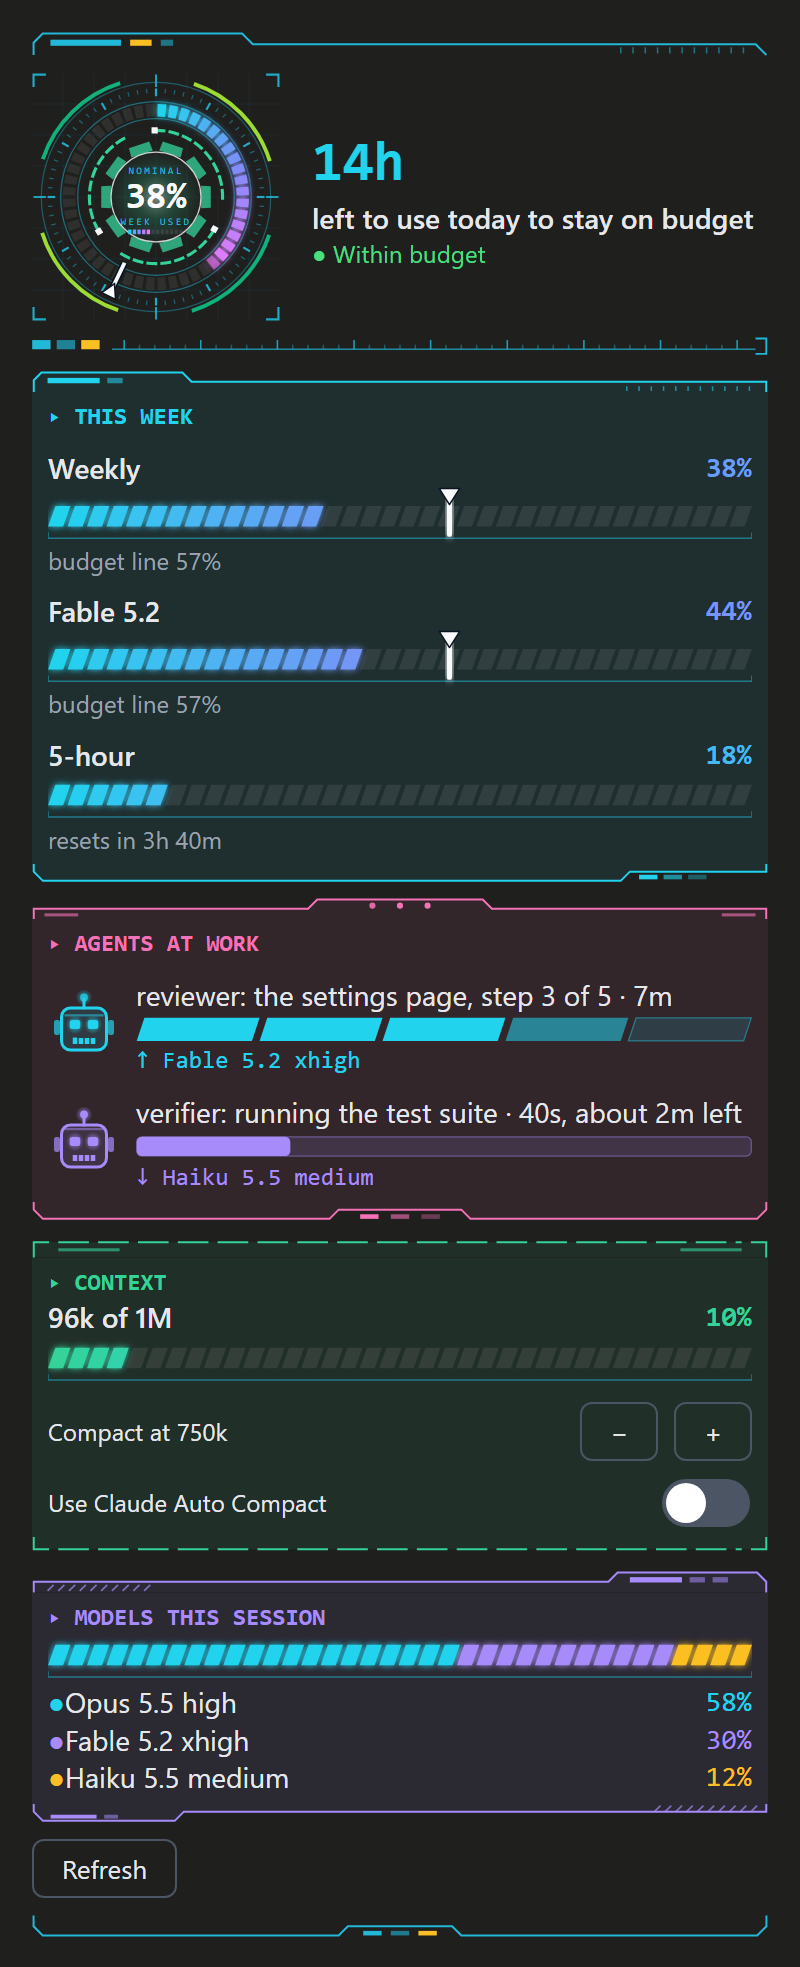 NOMINAL
38%
WEEK USED
14h
left to use today to stay on budget
Within budget
THIS WEEK
Weekly 38%
budget line 57%
Fable 5.2 44%
budget line 57%
5-hour 18%
resets in 3h 40m
AGENTS AT WORK
reviewer: the settings page, step 3 of 5 · 7m
↑ Fable 5.2 xhigh
verifier: running the test suite · 40s, about 2m left
↓ Haiku 5.5 medium
CONTEXT
96k of 1M 10%
Compact at 750k − +
Use Claude Auto Compact
MODELS THIS SESSION
Opus 5.5 high 58%
Fable 5.2 xhigh 30%
Haiku 5.5 medium 12%
Refresh